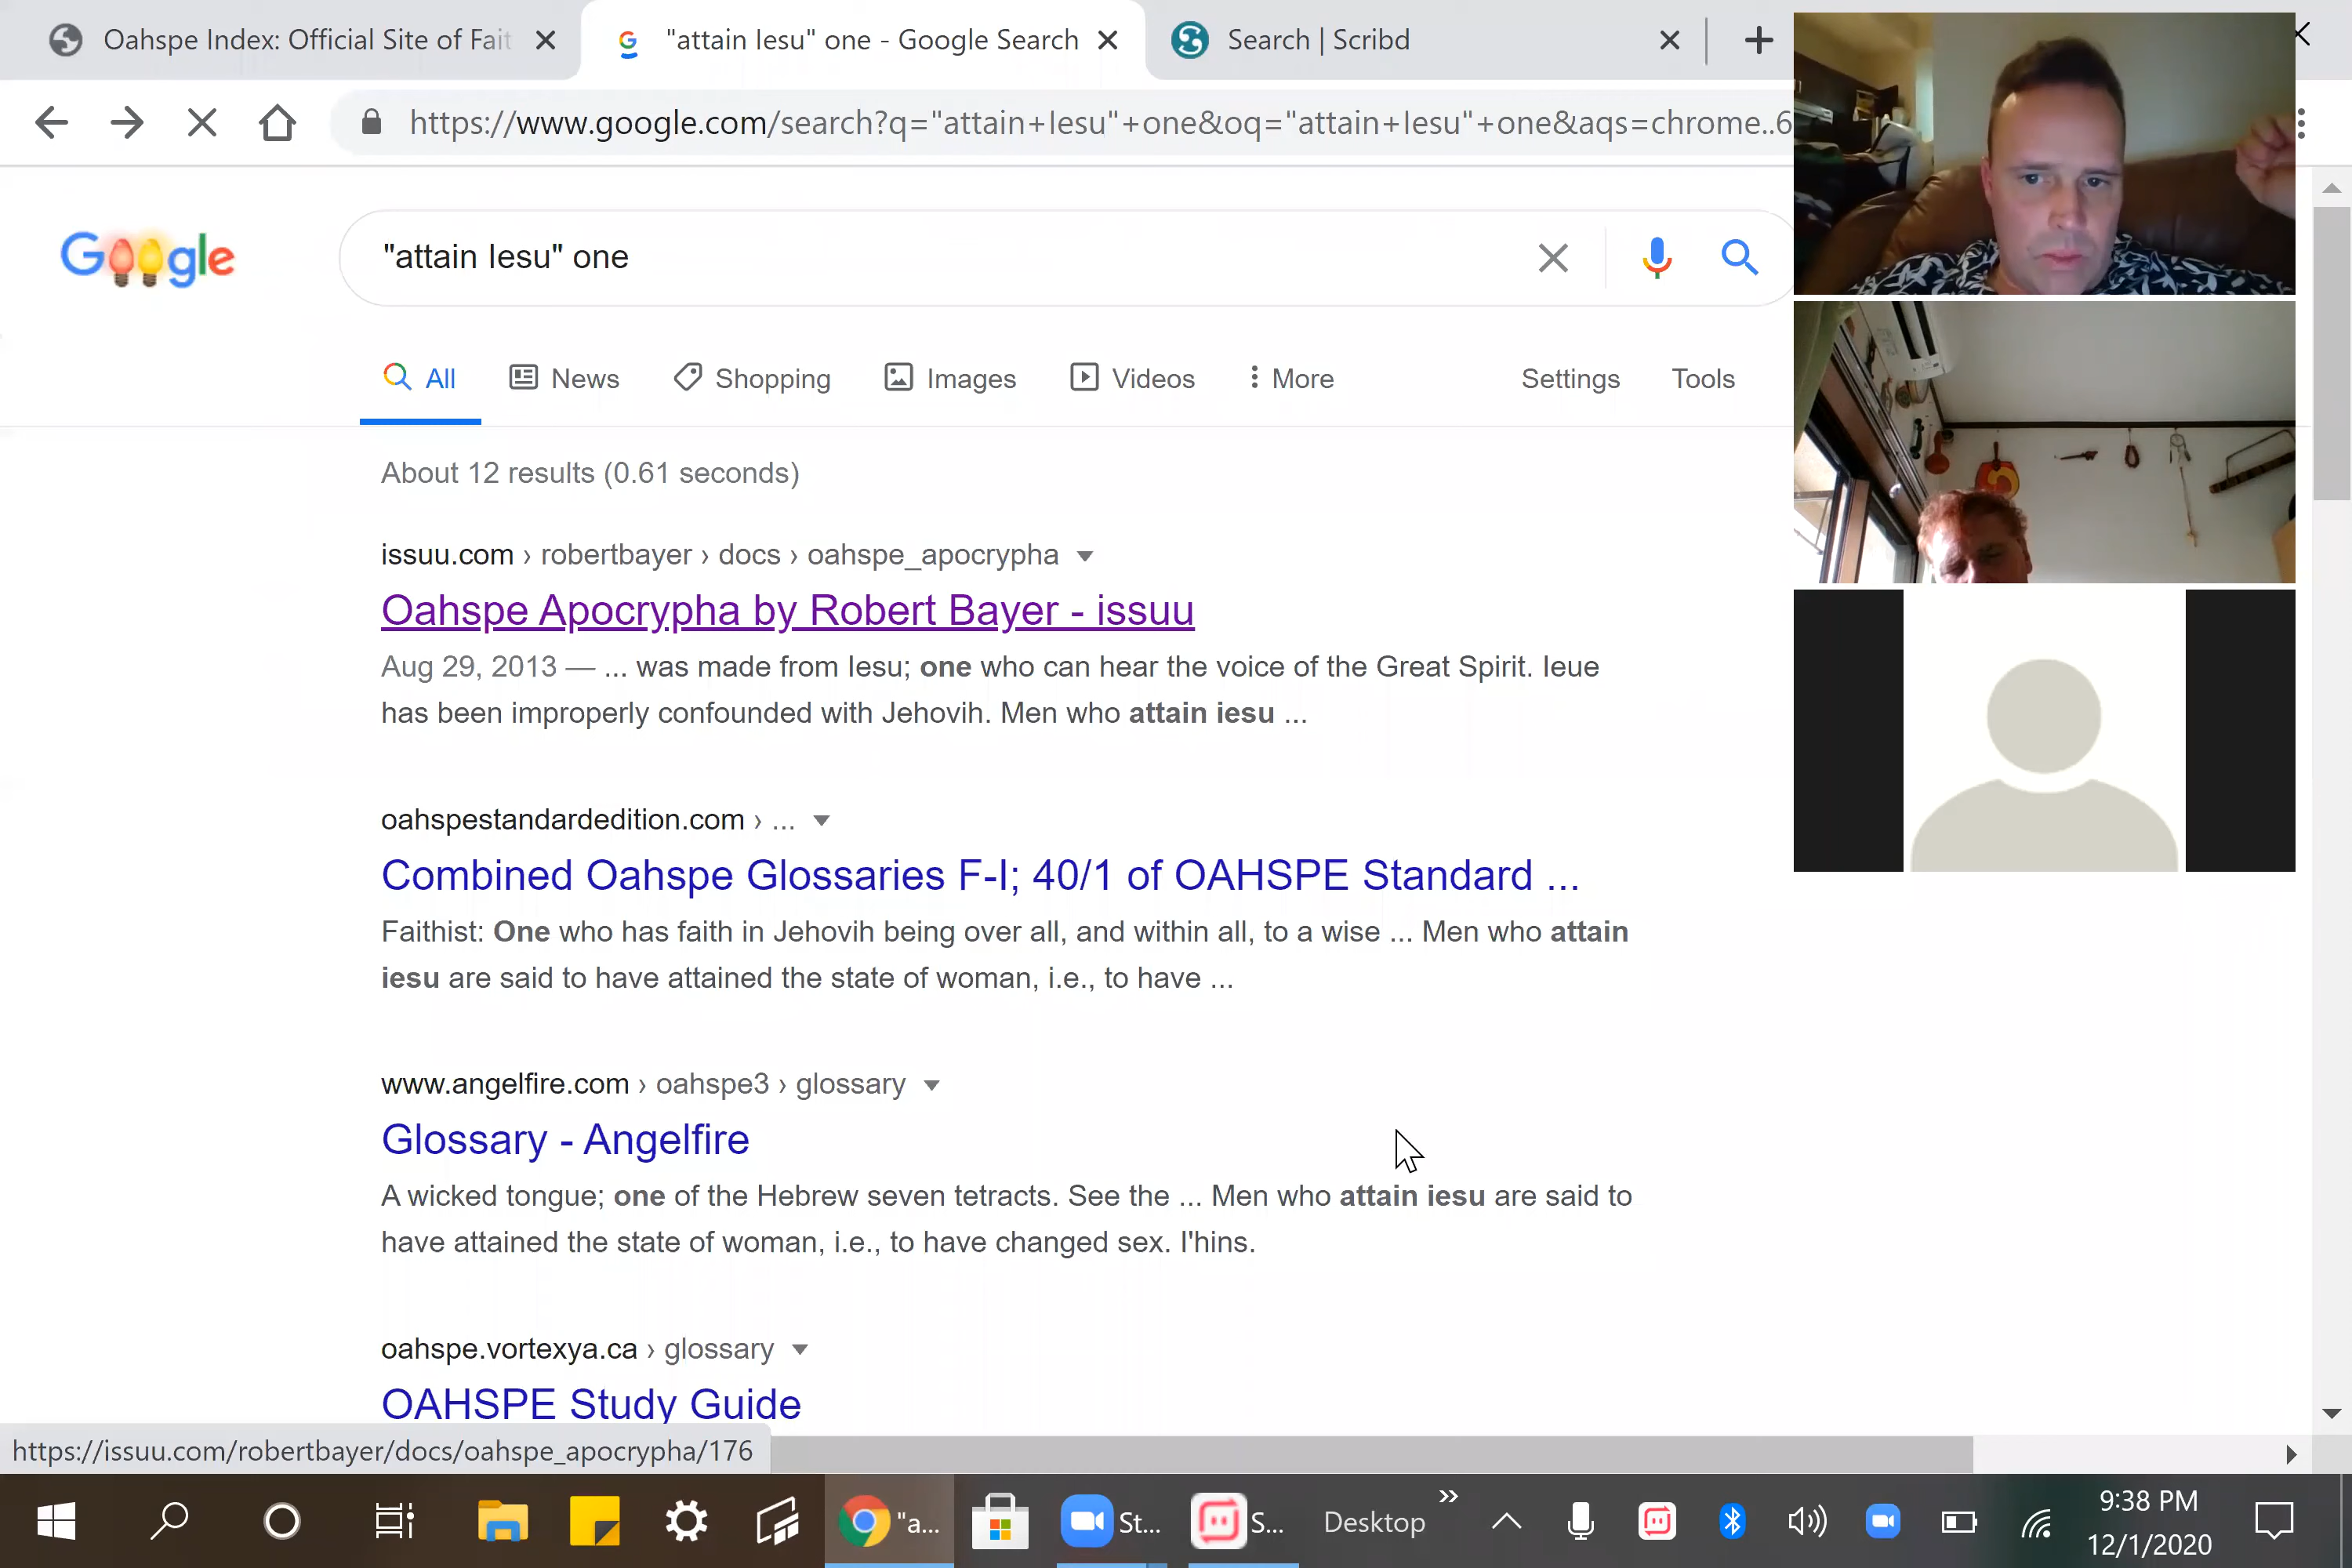 Oahspe Index: Official Site of Fait
"attain Iesu" one - Google Search
Search | Scribd
https://www.google.com/search?q="attain+Iesu"+one&oq="attain+Iesu"+one&aqs=chrome..6
Google
"attain Iesu" one
All News Shopping Images Videos More Settings Tools
About 12 results (0.61 seconds)
issuu.com › robertbayer › docs › oahspe_apocrypha
Oahspe Apocrypha by Robert Bayer - issuu
Aug 29, 2013 — ... was made from Iesu; one who can hear the voice of the Great Spirit. Ieue
has been improperly confounded with Jehovih. Men who attain iesu ...
oahspestandardedition.com › ...
Combined Oahspe Glossaries F-I; 40/1 of OAHSPE Standard ...
Faithist: One who has faith in Jehovih being over all, and within all, to a wise ... Men who attain
iesu are said to have attained the state of woman, i.e., to have ...
www.angelfire.com › oahspe3 › glossary
Glossary - Angelfire
A wicked tongue; one of the Hebrew seven tetracts. See the ... Men who attain iesu are said to
have attained the state of woman, i.e., to have changed sex. I'hins.
oahspe.vortexya.ca › glossary
OAHSPE Study Guide
https://issuu.com/robertbayer/docs/oahspe_apocrypha/176
"a... St... S... Desktop
9:38 PM
12/1/2020